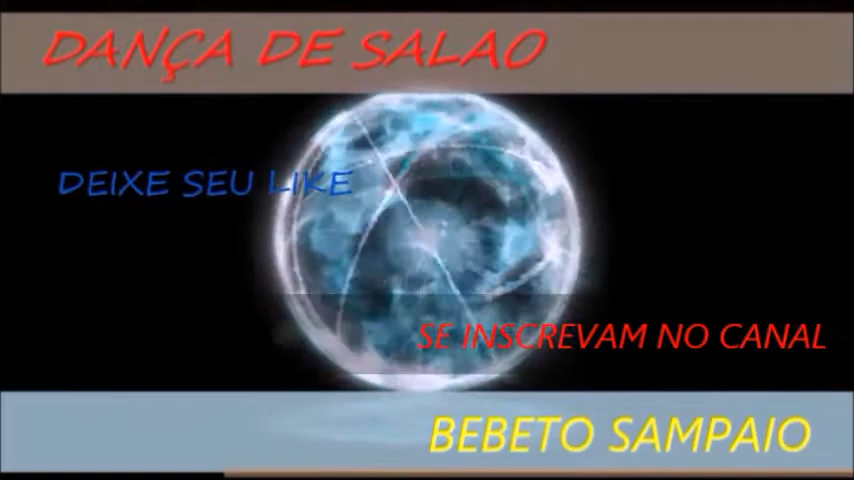 DANÇA DE SALAO
DEIXE SEU LIKE
SE INSCREVAM NO CANAL
BEBETO SAMPAIO